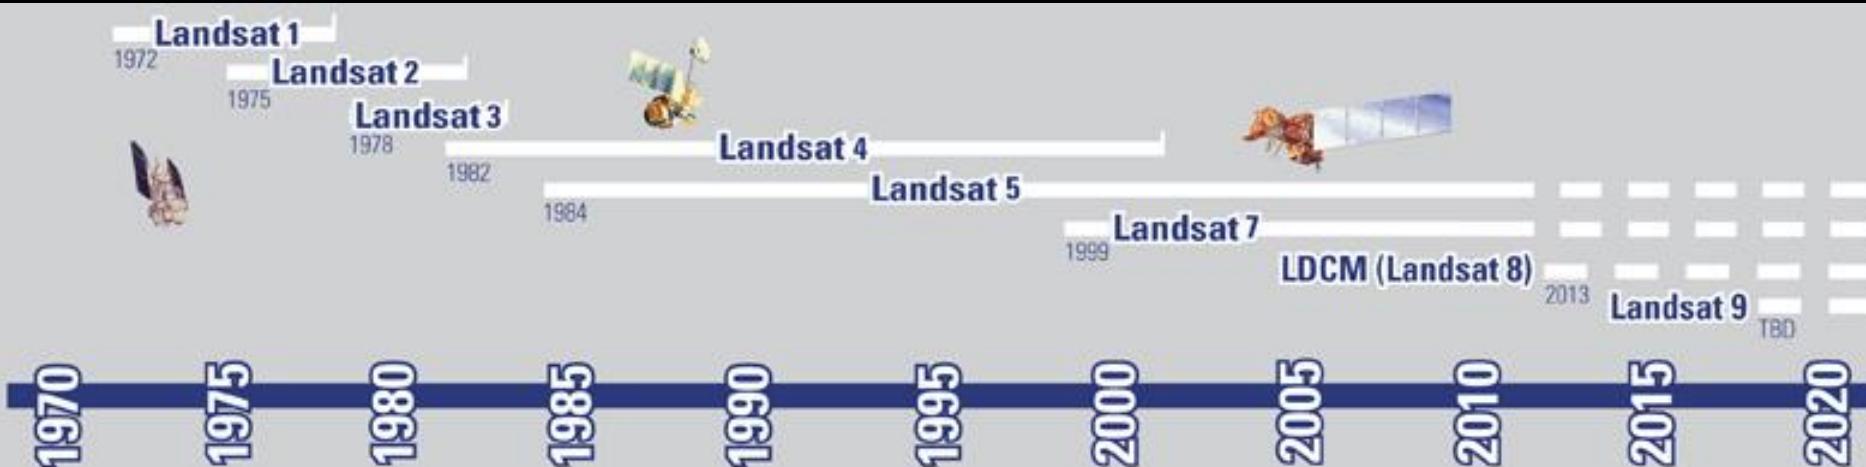 Landsat 1
1972
Landsat 2
1975
Landsat 3
1978
Landsat 4
1982
Landsat 5
1984
Landsat 7
1999
LDCM (Landsat 8)
2013
Landsat 9
TBD
1970 1975 1980 1985 1990 1995 2000 2005 2010 2015 2020